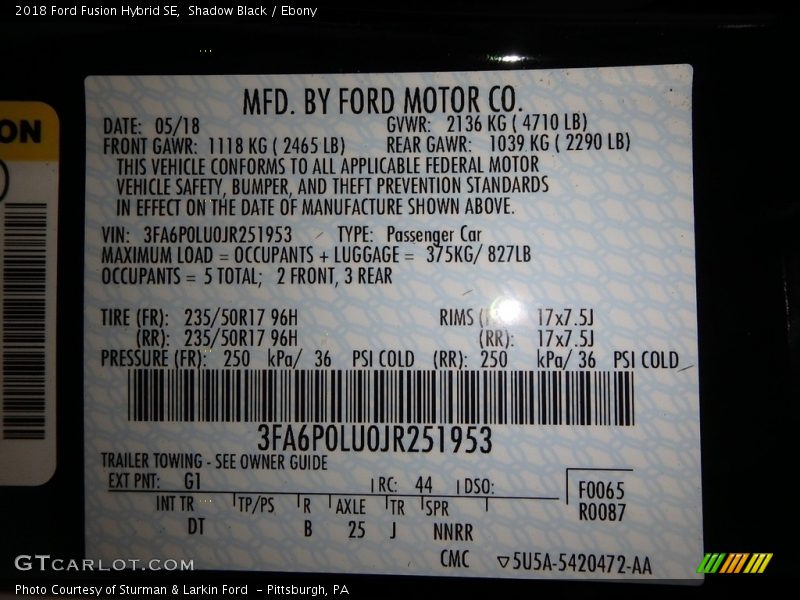 2018 Ford Fusion Hybrid SE, Shadow Black / Ebony
ON
MFD. BY FORD MOTOR CO.
DATE: 05/18 GVWR: 2136 KG ( 4710 LB)
FRONT GAWR: 1118 KG ( 2465 LB) REAR GAWR: 1039 KG ( 2290 LB)
THIS VEHICLE CONFORMS TO ALL APPLICABLE FEDERAL MOTOR
VEHICLE SAFETY, BUMPER, AND THEFT PREVENTION STANDARDS
IN EFFECT ON THE DATE OF MANUFACTURE SHOWN ABOVE.
VIN: 3FA6P0LU0JR251953 TYPE: Passenger Car
MAXIMUM LOAD = OCCUPANTS + LUGGAGE = 375KG/ 827LB
OCCUPANTS = 5 TOTAL; 2 FRONT, 3 REAR
TIRE (FR): 235/50R17 96H RIMS 17x7.5J
(RR): 235/50R17 96H (RR): 17x7.5J
PRESSURE (FR): 250 kPa/ 36 PSI COLD (RR): 250 kPa/ 36 PSI COLD
3FA6P0LU0JR251953
TRAILER TOWING - SEE OWNER GUIDE
EXT PNT: G1 RC: 44 DSO: F0065
INT TR TP/PS R AXLE TR SPR R0087
DT B 25 J NNRR
CMC ▽5U5A-5420472-AA
GTCARLOT.COM
Photo Courtesy of Sturman & Larkin Ford - Pittsburgh, PA